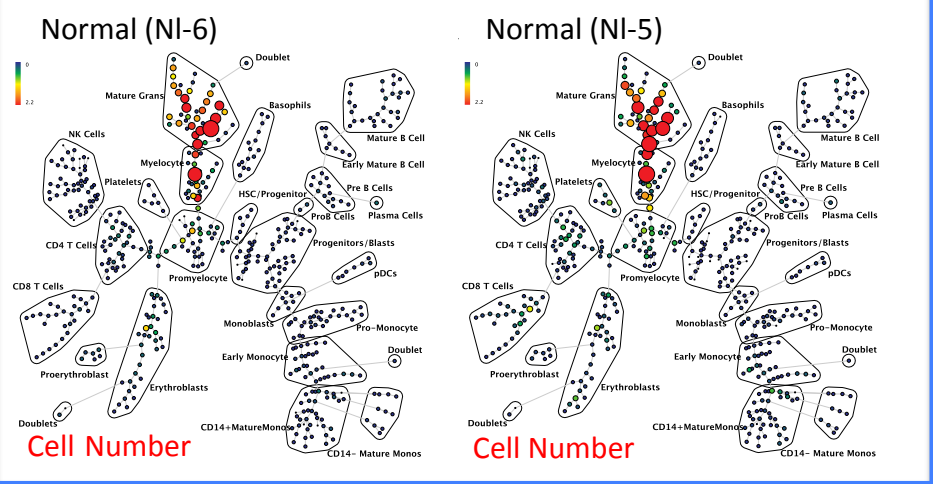 Normal (Nl-6)
0
2.2
Doublet
Mature Grans
Basophils
NK Cells
Mature B Cell
Myelocyte
Early Mature B Cell
Platelets
HSC/Progenitor
Pre B Cells
ProB Cells
Plasma Cells
CD4 T Cells
Progenitors/Blasts
Promyelocyte
pDCs
CD8 T Cells
Monoblasts
Pro-Monocyte
Early Monocyte
Doublet
Proerythroblast
Erythroblasts
Doublets
CD14+MatureMonos
CD14- Mature Monos
Cell Number
Normal (Nl-5)
0
2.2
Doublet
Mature Grans
Basophils
NK Cells
Mature B Cell
Myelocyte
Early Mature B Cell
Platelets
HSC/Progenitor
Pre B Cells
ProB Cells
Plasma Cells
CD4 T Cells
Progenitors/Blasts
Promyelocyte
pDCs
CD8 T Cells
Monoblasts
Pro-Monocyte
Early Monocyte
Doublet
Proerythroblast
Erythroblasts
Doublets
CD14+MatureMonos
CD14- Mature Monos
Cell Number